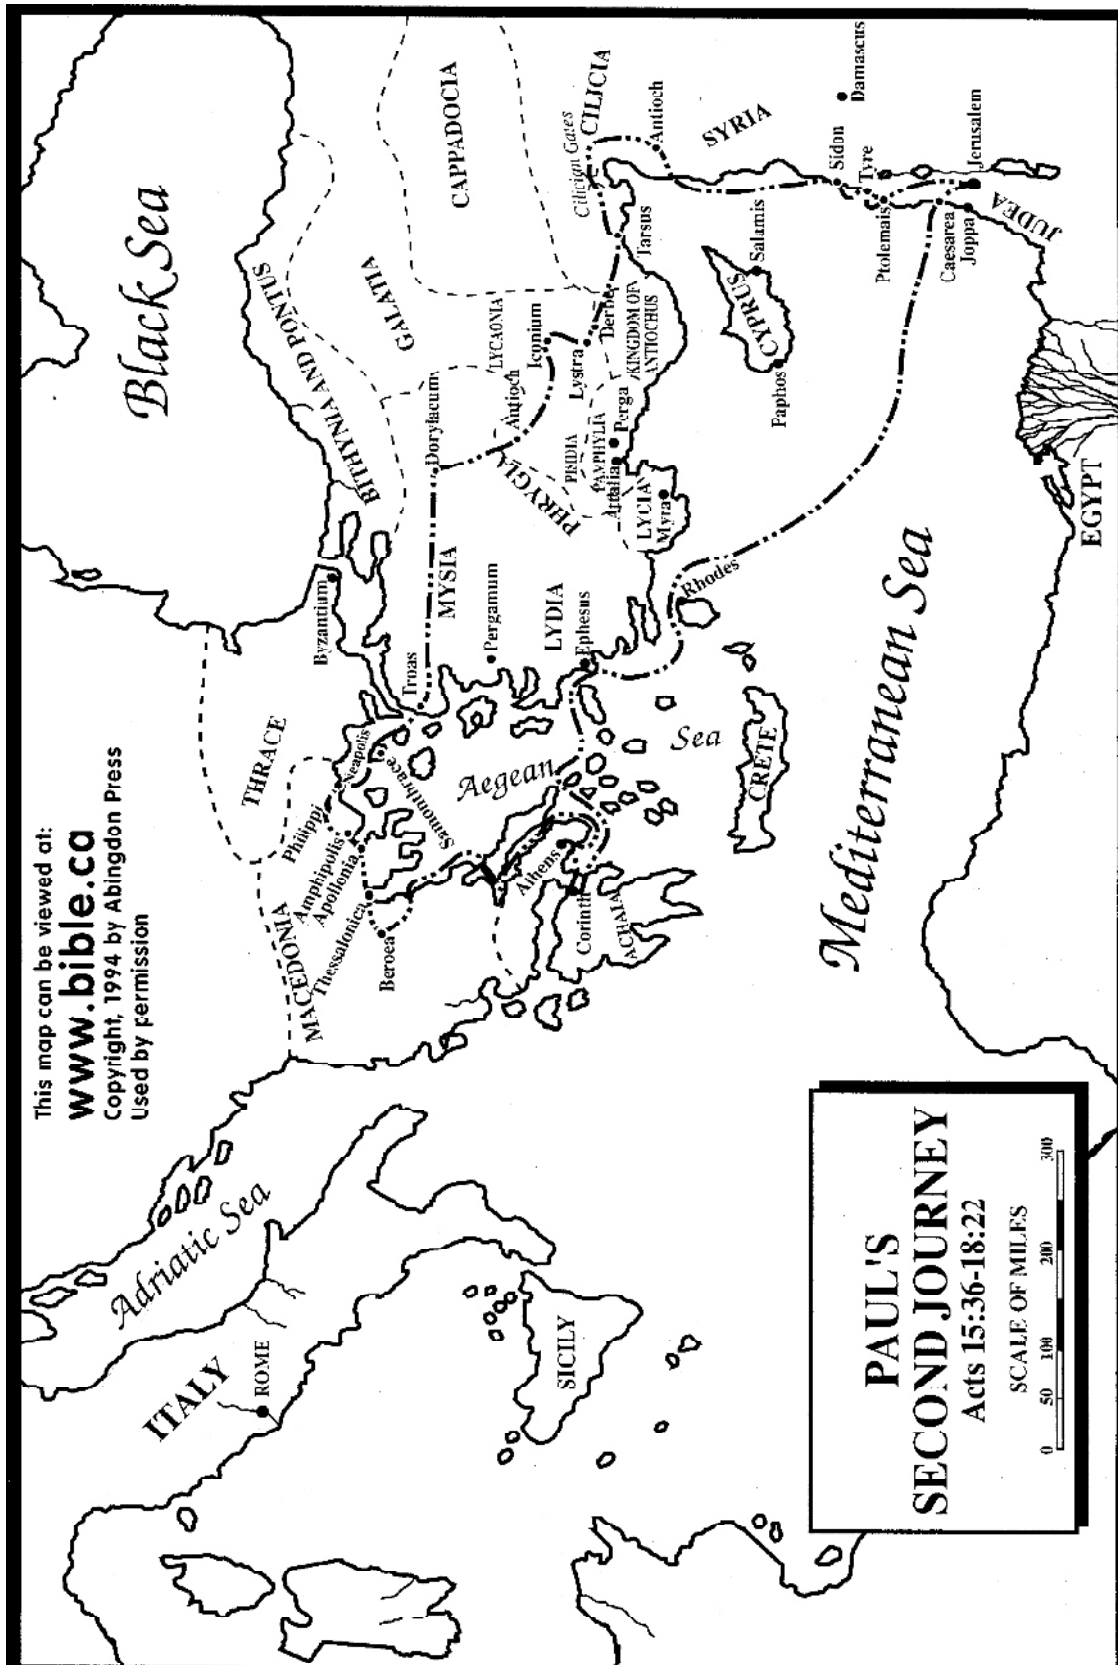 This map can be viewed at:
www.bible.ca
Copyright, 1994 by Abingdon Press
Used by permission
Black Sea
Adriatic Sea
ITALY
ROME
SICILY
MACEDONIA
THRACE
Byzantium
BITHYNIA AND PONTUS
GALATIA
CAPPADOCIA
CILICIA
Cilician Gates
Antioch
SYRIA
Damascus
Philippi
Neapolis
Amphipolis
Apollenia
Thessalonica
Beroea
Samothrace
Troas
MYSIA
Dorylacum
Pergamum
LYDIA
Ephesus
PHRYGIA
Antioch
LYCAONIA
Iconium
Lystra
Derbe
Tarsus
KINGDOM OF
ANTIOCHUS
PISIDIA
PAMPHYLIA
Perga
Attalia
LYCIA
Myra
Aegean
Sea
Athens
Corinth
ACHAIA
Rhodes
CRETE
CYPRUS
Salamis
Paphos
Sidon
Tyre
Ptolemais
Caesarea
Joppa
Jerusalem
JUDEA
Mediterranean Sea
EGYPT
PAUL'S
SECOND JOURNEY
Acts 15:36-18:22
SCALE OF MILES
0 50 100 200 300